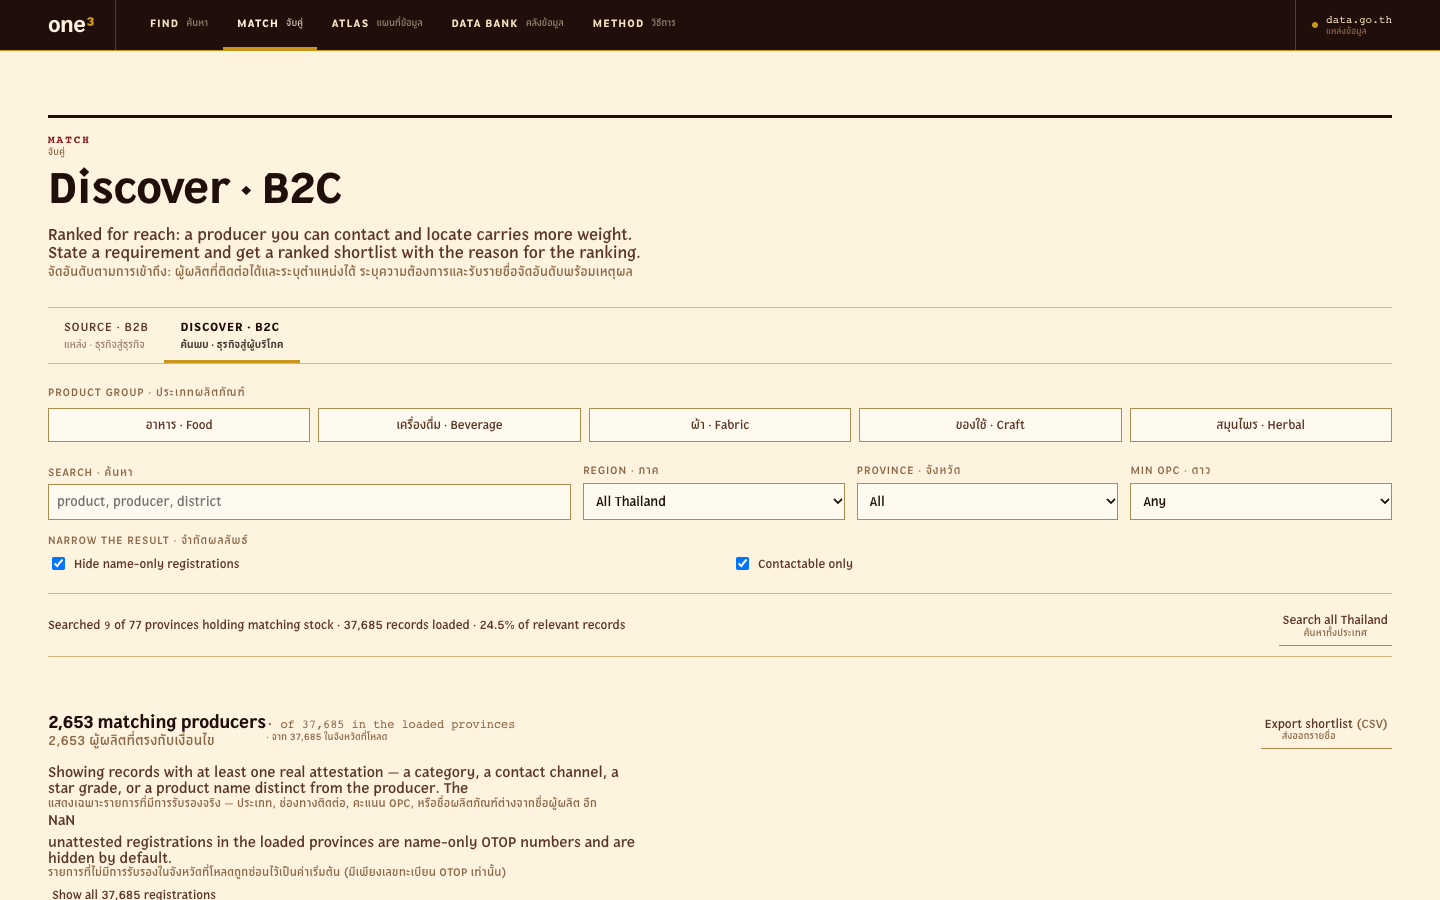 one³
FIND ค้นหา
MATCH จับคู่
ATLAS แผนที่ข้อมูล
DATA BANK คลังข้อมูล
METHOD วิธีการ
data.go.th
แหล่งข้อมูล
MATCH
จับคู่
Discover · B2C
Ranked for reach: a producer you can contact and locate carries more weight.
State a requirement and get a ranked shortlist with the reason for the ranking.
จัดอันดับตามการเข้าถึง: ผู้ผลิตที่ติดต่อได้และระบุตำแหน่งได้ ระบุความต้องการและรับรายชื่อจัดอันดับพร้อมเหตุผล
SOURCE · B2B
แหล่ง · ธุรกิจสู่ธุรกิจ
DISCOVER · B2C
ค้นพบ · ธุรกิจสู่ผู้บริโภค
PRODUCT GROUP · ประเภทผลิตภัณฑ์
อาหาร · Food
เครื่องดื่ม · Beverage
ผ้า · Fabric
ของใช้ · Craft
สมุนไพร · Herbal
SEARCH · ค้นหา
REGION · ภาค
PROVINCE · จังหวัด
MIN OPC · ดาว
product, producer, district
All Thailand
All
Any
NARROW THE RESULT · จำกัดผลลัพธ์
Hide name-only registrations
Contactable only
Searched 9 of 77 provinces holding matching stock · 37,685 records loaded · 24.5% of relevant records
Search all Thailand
ค้นหาทั้งประเทศ
2,653 matching producers · of 37,685 in the loaded provinces
2,653 ผู้ผลิตที่ตรงกับเงื่อนไข · จาก 37,685 ในจังหวัดที่โหลด
Export shortlist (CSV)
ส่งออกรายชื่อ
Showing records with at least one real attestation — a category, a contact channel, a
star grade, or a product name distinct from the producer. The
แสดงเฉพาะรายการที่มีการรับรองจริง — ประเภท, ช่องทางติดต่อ, คะแนน OPC, หรือชื่อผลิตภัณฑ์ต่างจากชื่อผู้ผลิต อีก
NaN
unattested registrations in the loaded provinces are name-only OTOP numbers and are
hidden by default.
รายการที่ไม่มีการรับรองในจังหวัดที่โหลดถูกซ่อนไว้เป็นค่าเริ่มต้น (มีเพียงเลขทะเบียน OTOP เท่านั้น)
Show all 37,685 registrations